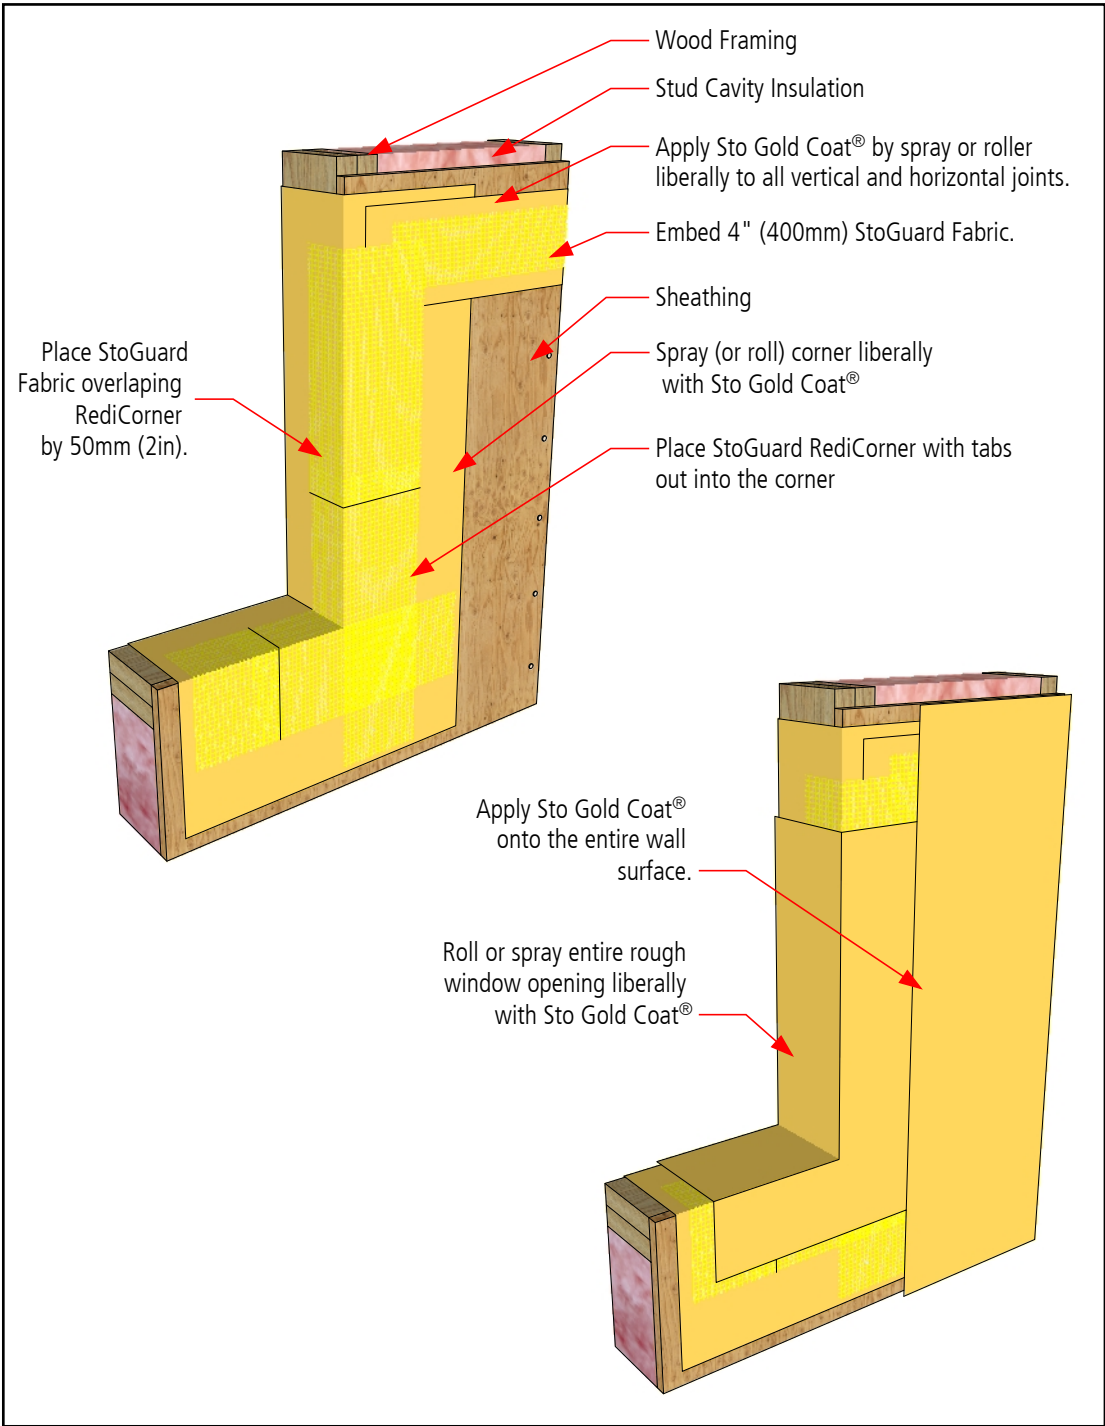 Wood Framing
Stud Cavity Insulation
Apply Sto Gold Coat® by spray or roller
liberally to all vertical and horizontal joints.
Embed 4" (400mm) StoGuard Fabric.
Sheathing
Spray (or roll) corner liberally
with Sto Gold Coat®
Place StoGuard RediCorner with tabs
out into the corner
Place StoGuard
Fabric overlaping
RediCorner
by 50mm (2in).
Apply Sto Gold Coat®
onto the entire wall
surface.
Roll or spray entire rough
window opening liberally
with Sto Gold Coat®